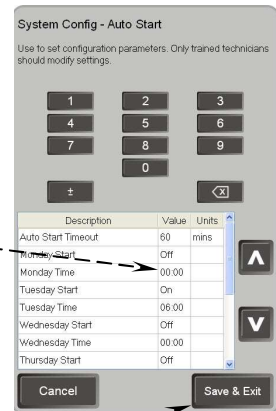 System Config - Auto Start
Use to set configuration parameters. Only trained technicians
should modify settings.
1 2 3
4 5 6
7 8 9
0
±
Description Value Units
Auto Start Timeout 60 mins
Monday Start Off
Monday Time 00:00
Tuesday Start On
Tuesday Time 06:00
Wednesday Start Off
Wednesday Time 00:00
Thursday Start Off
Cancel Save & Exit